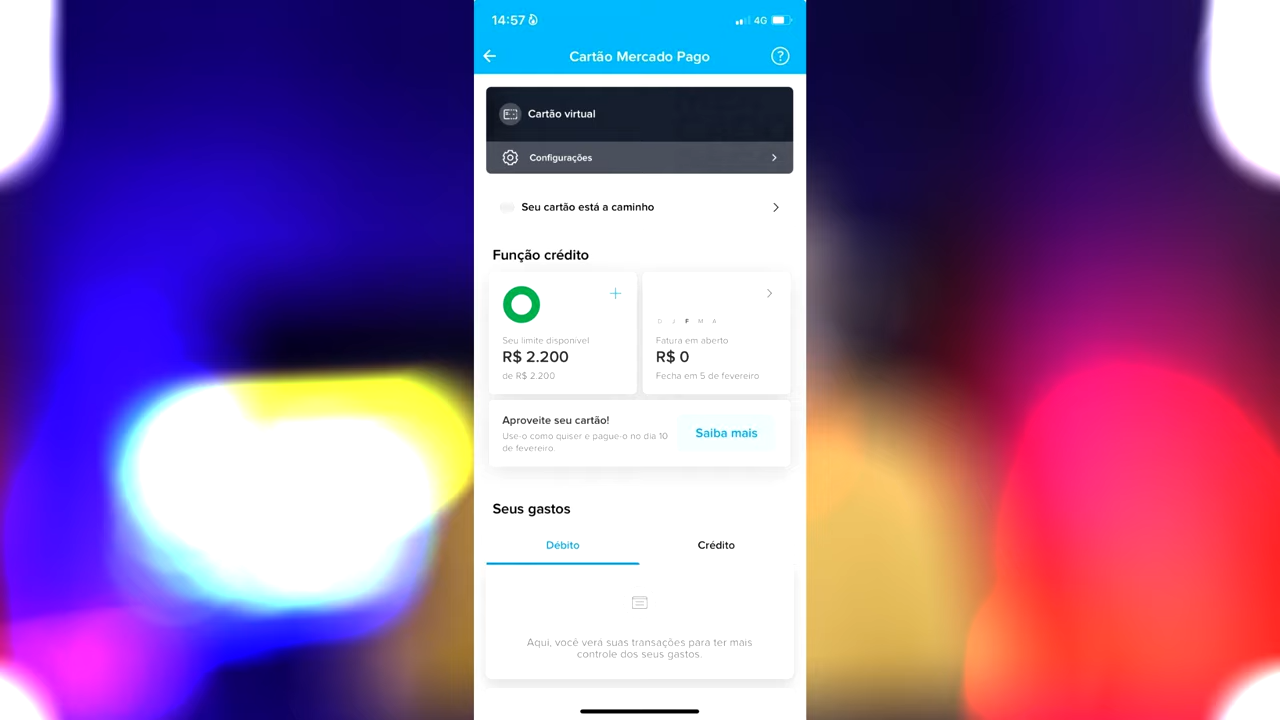 14:57
4G
Cartão Mercado Pago
?
Cartão virtual
Configurações
Seu cartão está a caminho
Função crédito
Seu limite disponível
R$ 2.200
de R$ 2.200
D J F M A
Fatura em aberto
R$ 0
Fecha em 5 de fevereiro
Aproveite seu cartão!
Use-o como quiser e pague-o no dia 10
de fevereiro.
Saiba mais
Seus gastos
Débito
Crédito
Aqui, você verá suas transações para ter mais
controle dos seus gastos.